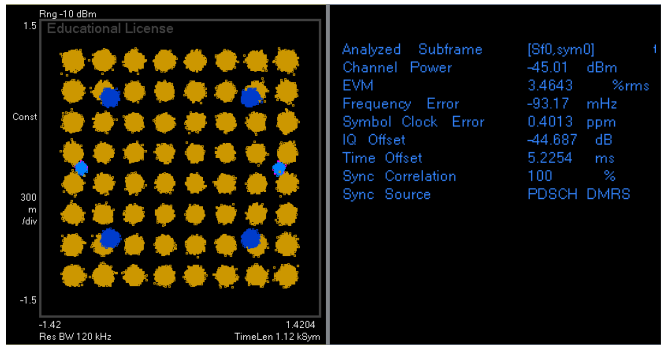 Rng -10 dBm
1.5
Educational License
Const
300
m
/div
-1.5
-1.42
1.4204
Res BW 120 kHz
TimeLen 1.12 kSym
Analyzed Subframe [Sf0,sym0]
Channel Power -45.01 dBm
EVM 3.4643 %rms
Frequency Error -93.17 mHz
Symbol Clock Error 0.4013 ppm
IQ Offset -44.687 dB
Time Offset 5.2254 ms
Sync Correlation 100 %
Sync Source PDSCH DMRS